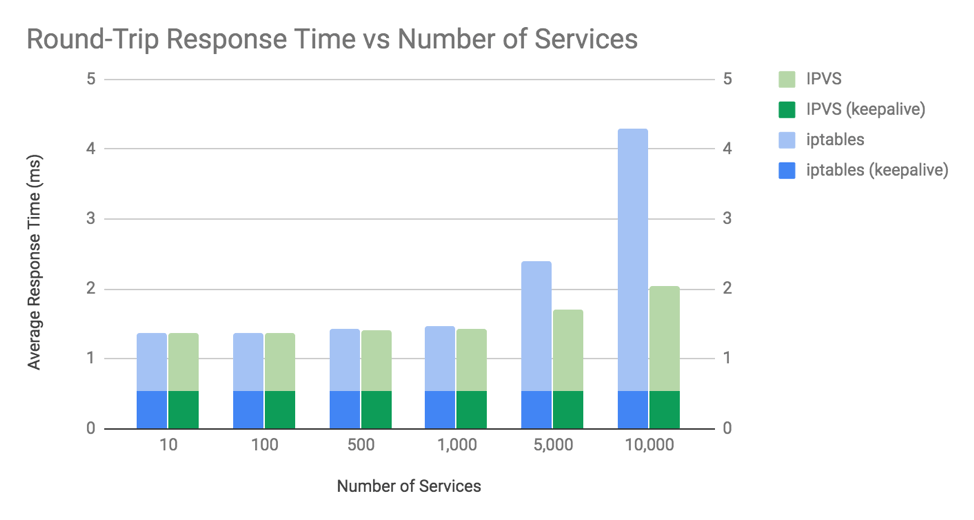 Round-Trip Response Time vs Number of Services
5 5
4 4
3 3
2 2
1 1
0 0
Average Response Time (ms)
10 100 500 1,000 5,000 10,000
Number of Services
IPVS
IPVS (keepalive)
iptables
iptables (keepalive)